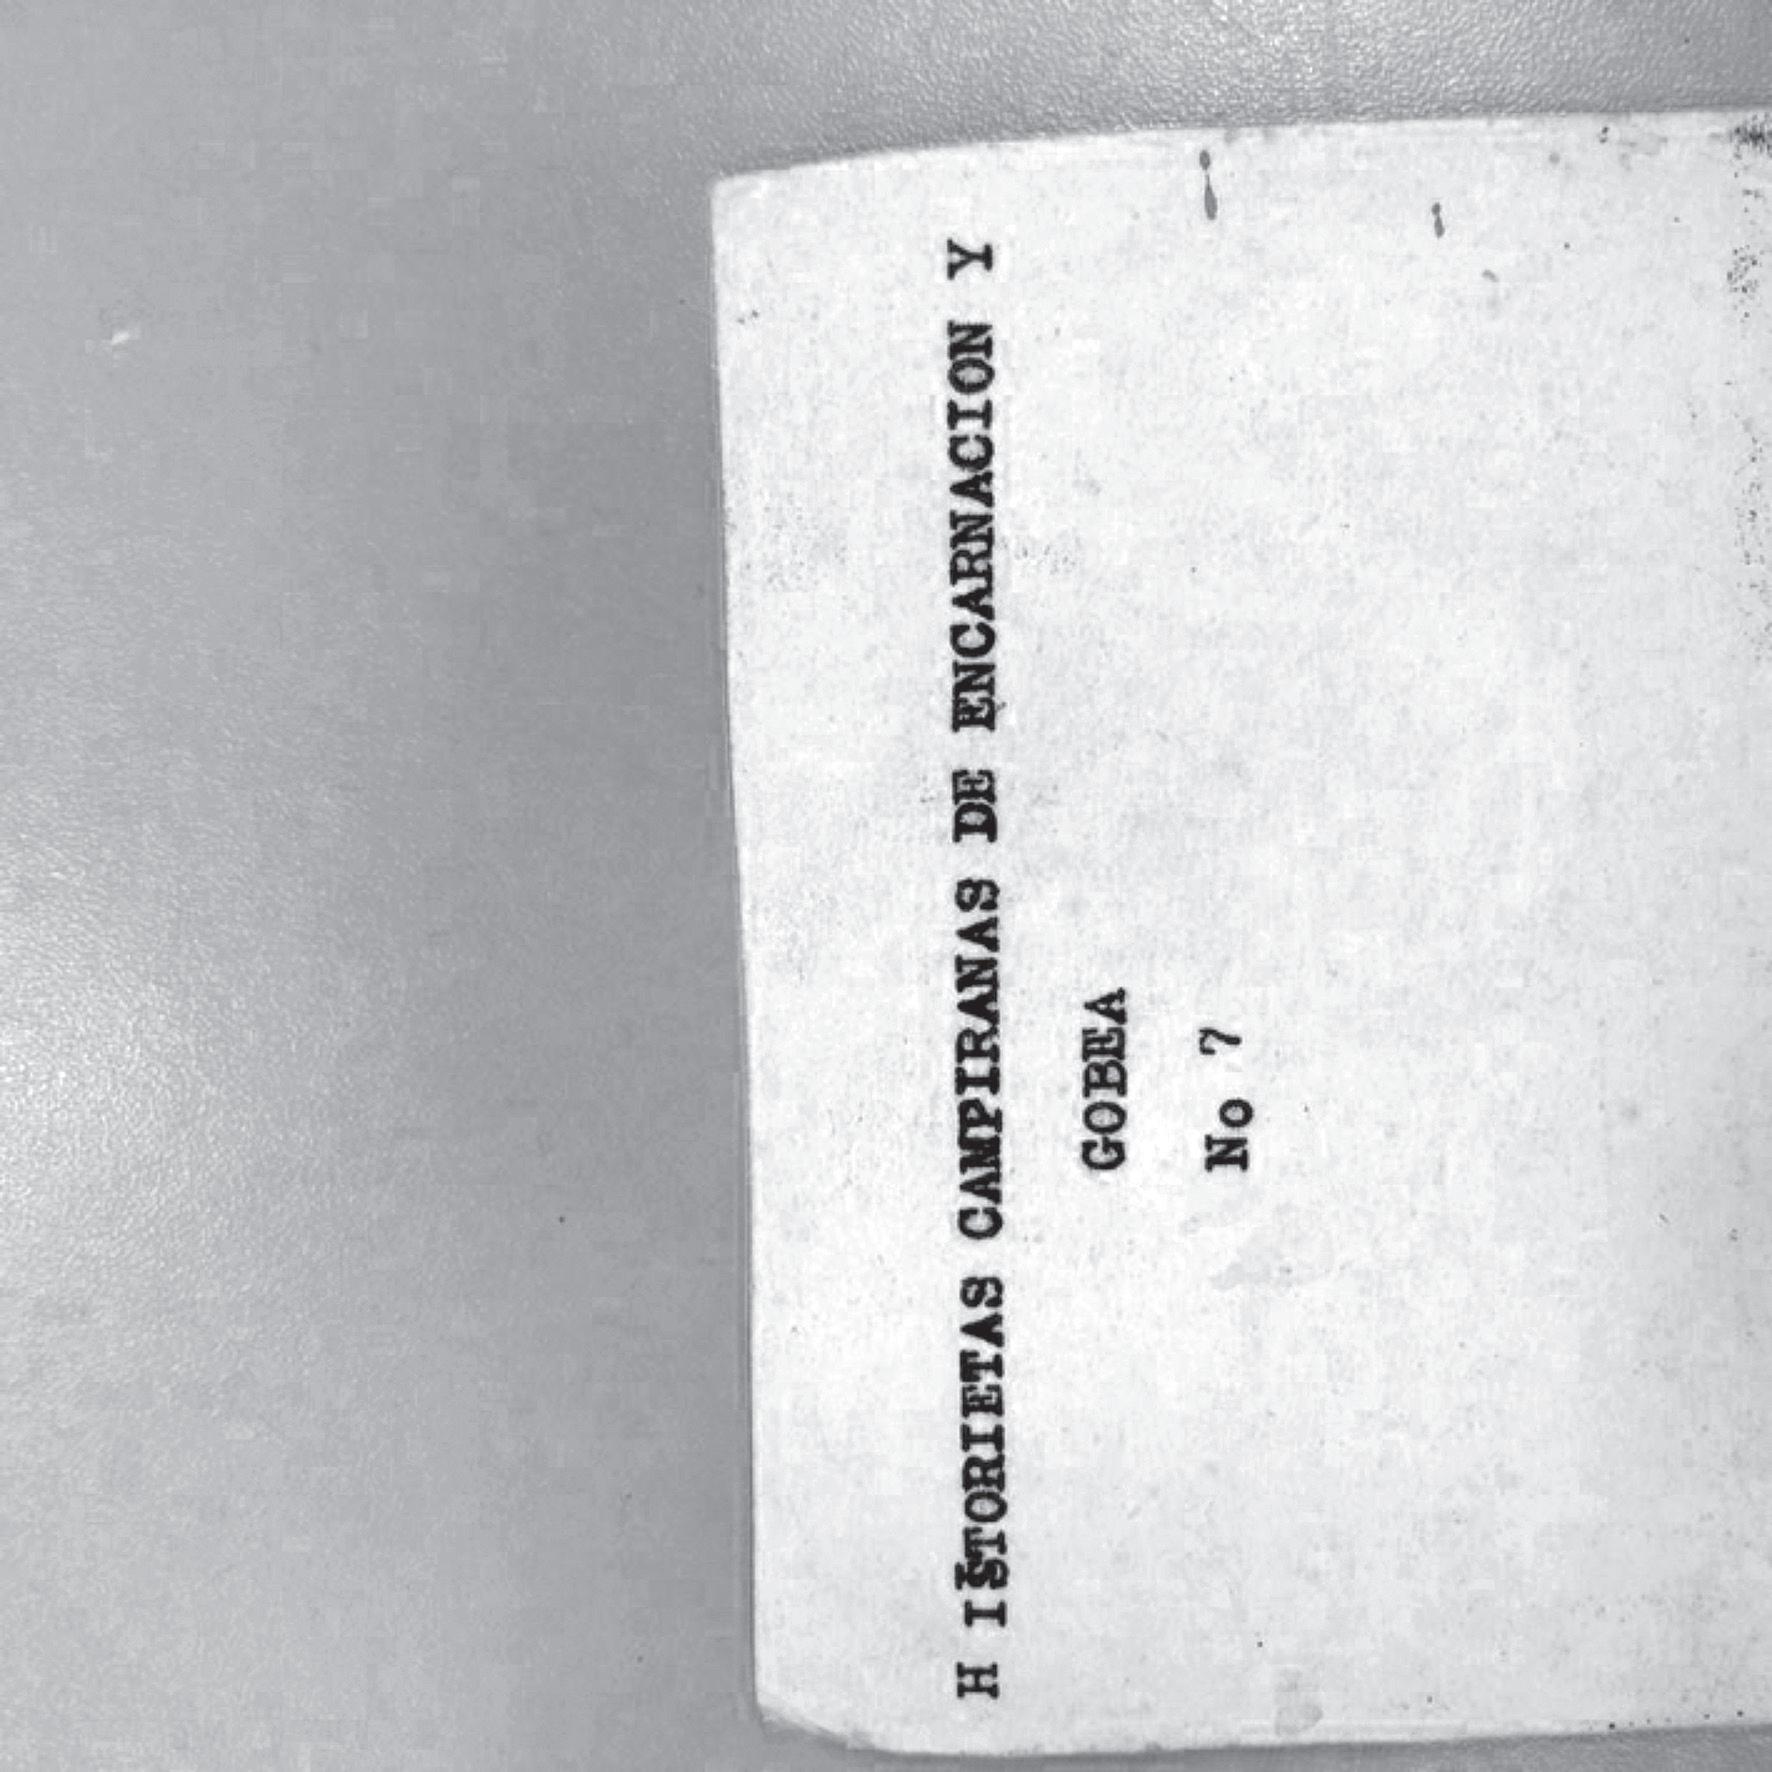 H ISTORIETAS CAMPIRANAS DE ENCARNACION Y
GOBEA
No 7